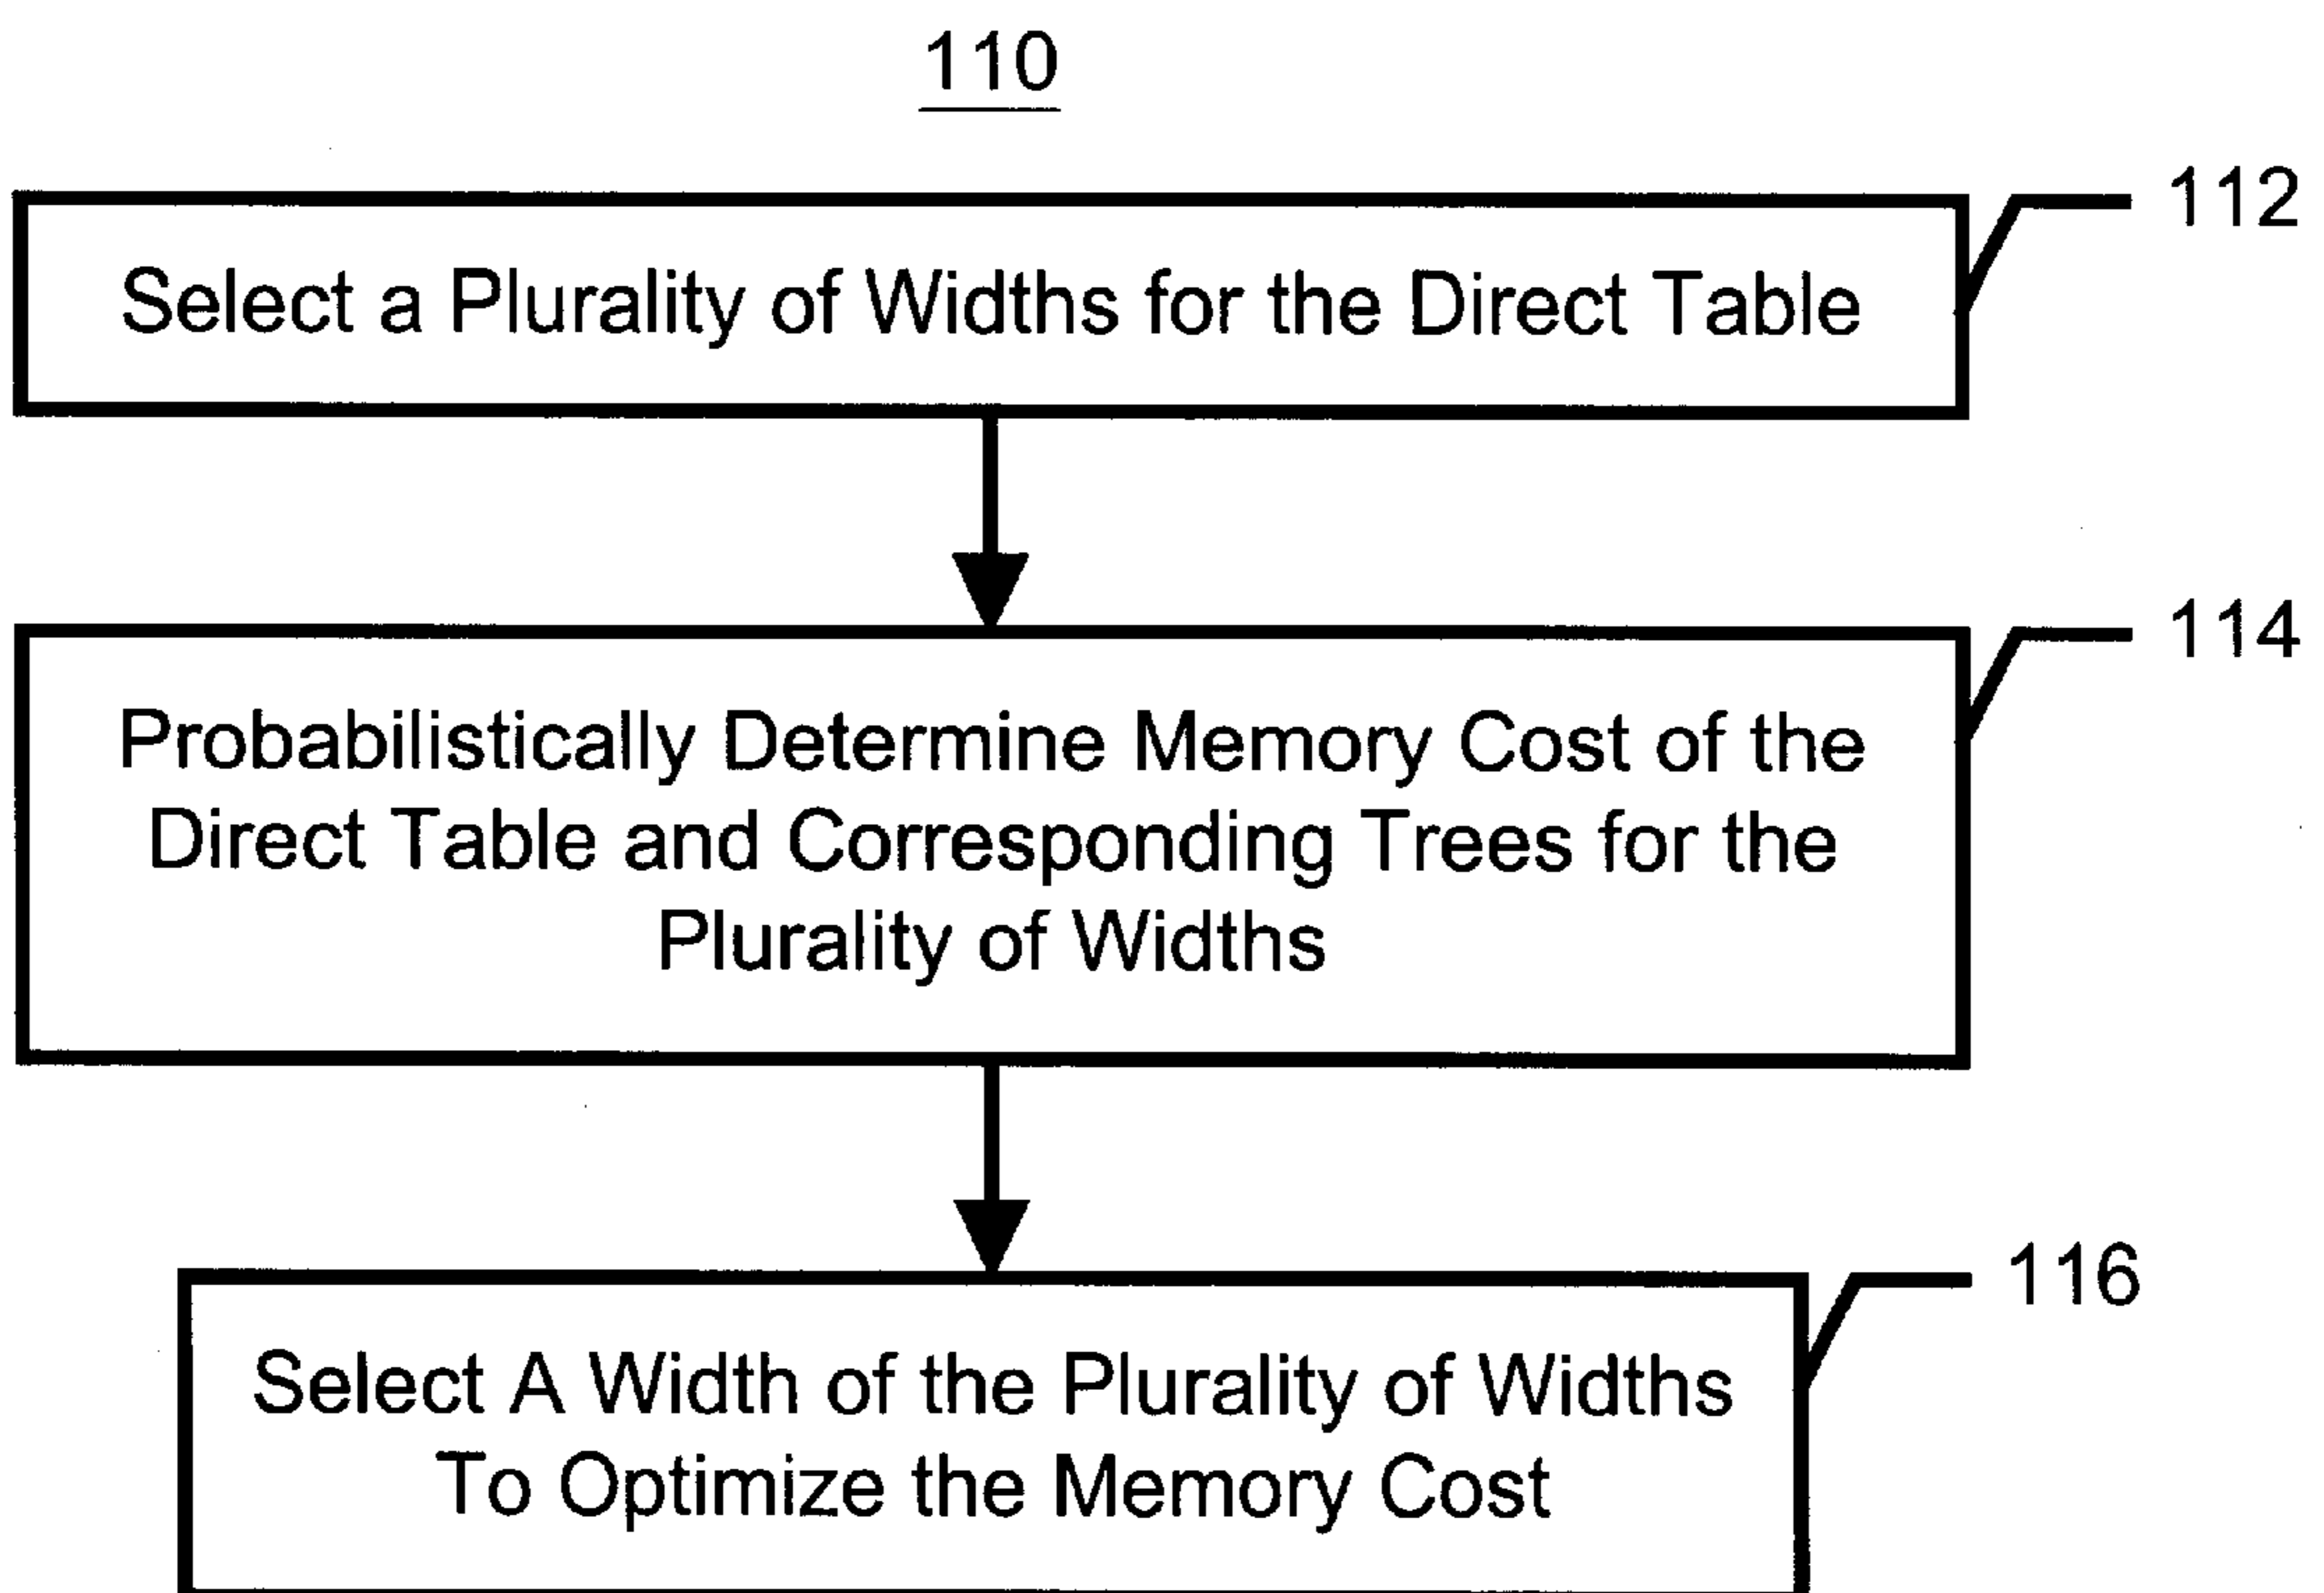 110
112
Select a Plurality of Widths for the Direct Table
114
Probabilistically Determine Memory Cost of the
Direct Table and Corresponding Trees for the
Plurality of Widths
116
Select A Width of the Plurality of Widths
To Optimize the Memory Cost